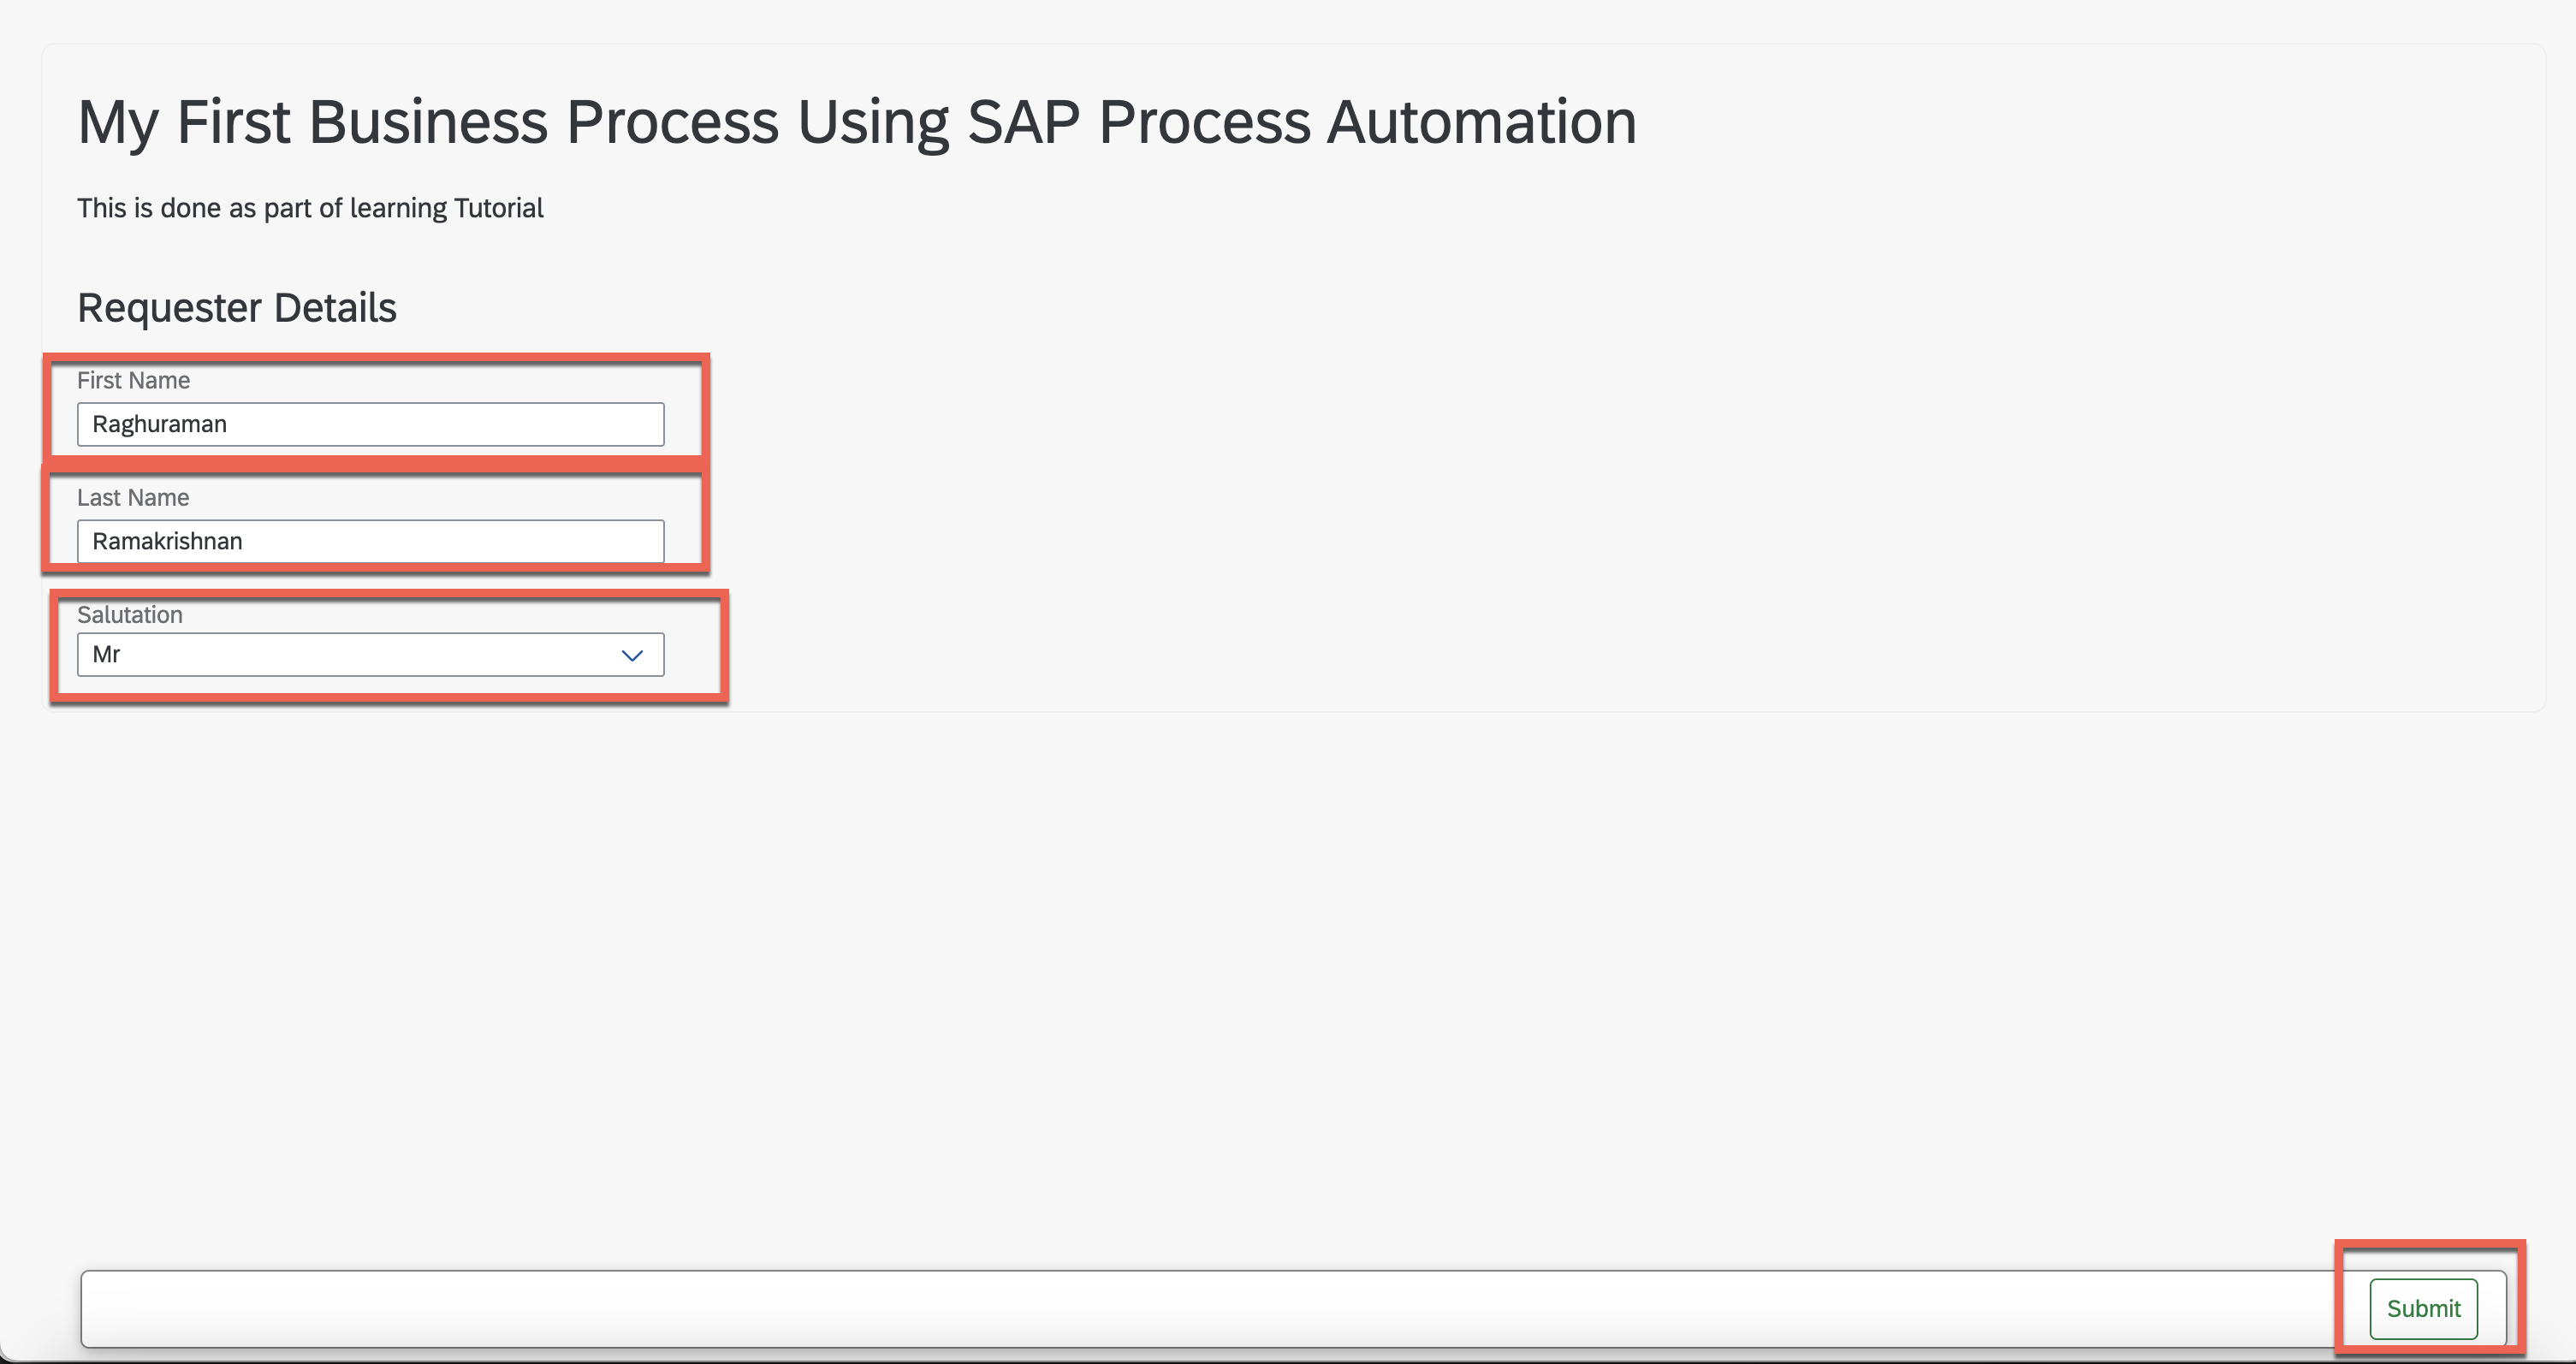 My First Business Process Using SAP Process Automation
This is done as part of learning Tutorial
Requester Details
First Name
Raghuraman
Last Name
Ramakrishnan
Salutation
Mr
Submit